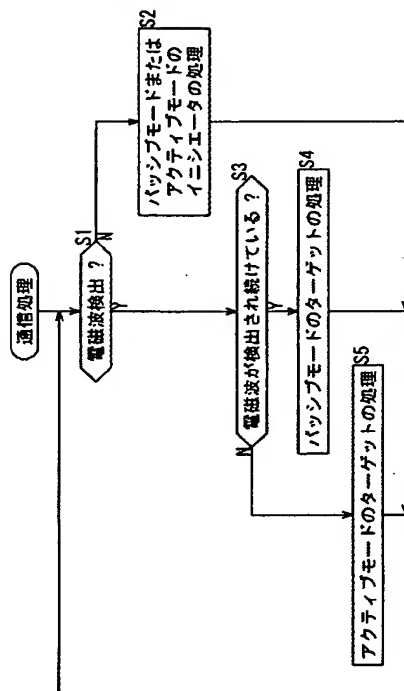 通信処理
S1
電磁波検出?
N
Y
S2
パッシブモードまたは
アクティブモードの
イニシエータの処理
S3
電磁波が検出され続けている?
N
Y
S4
パッシブモードのターゲットの処理
S5
アクティブモードのターゲットの処理